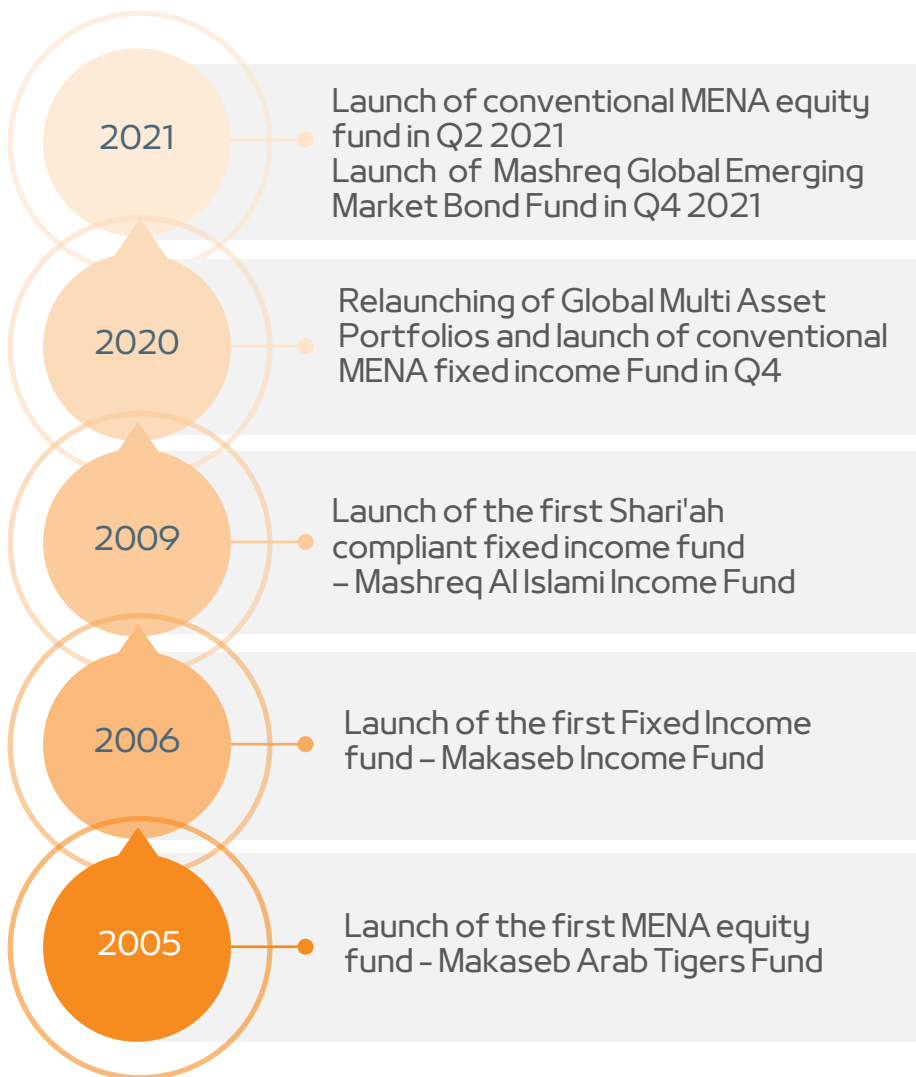 2021
Launch of conventional MENA equity
fund in Q2 2021
Launch of Mashreq Global Emerging
Market Bond Fund in Q4 2021
2020
Relaunching of Global Multi Asset
Portfolios and launch of conventional
MENA fixed income Fund in Q4
2009
Launch of the first Shari'ah
compliant fixed income fund
– Mashreq Al Islami Income Fund
2006
Launch of the first Fixed Income
fund – Makaseb Income Fund
2005
Launch of the first MENA equity
fund - Makaseb Arab Tigers Fund